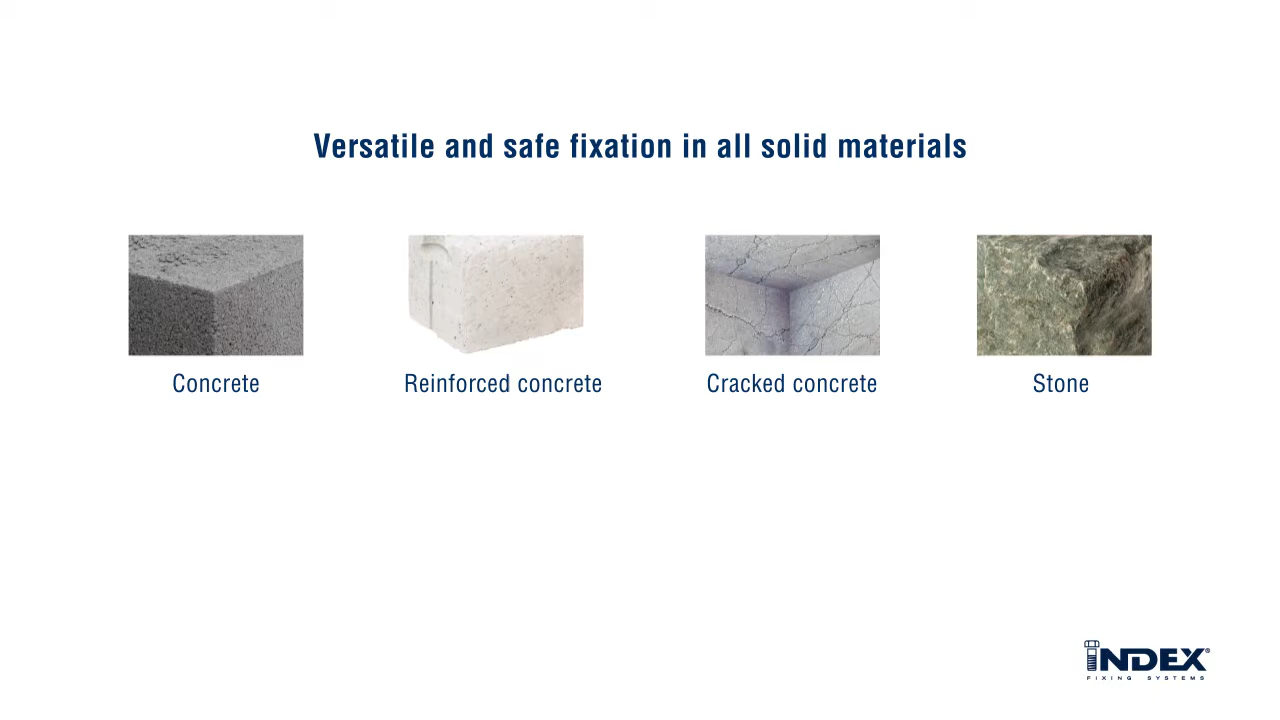 Versatile and safe fixation in all solid materials
Concrete
Reinforced concrete
Cracked concrete
Stone
INDEX®
FIXING SYSTEMS